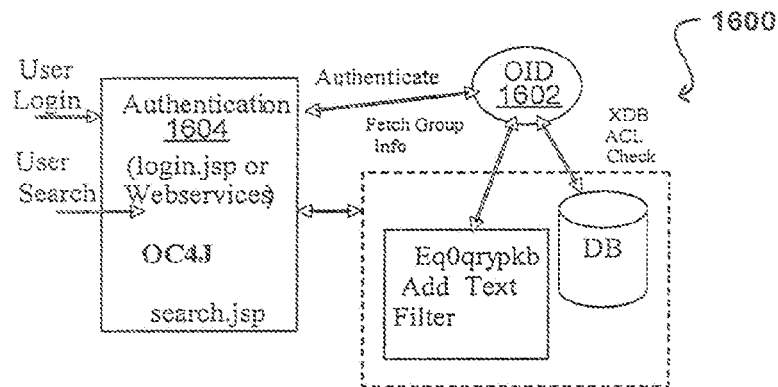 1600
User
Login
User
Search
Authentication
1604
(login.jsp or
Webservices)
OC4J
search.jsp
Authenticate
OID
1602
Fetch Group
Info
XDB
ACL
Check
Eq0qrypkb
Add Text
Filter
DB